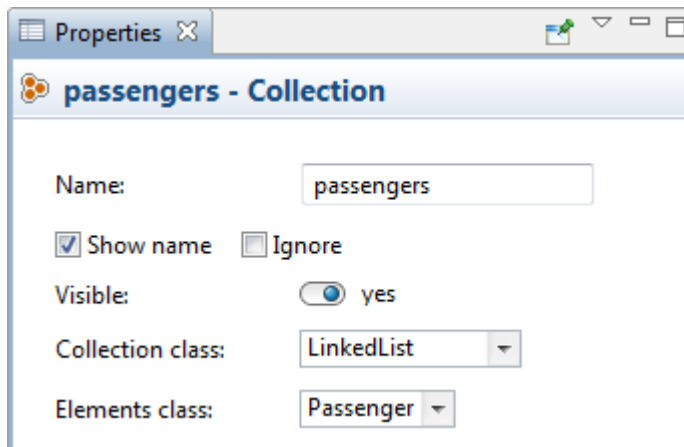 Properties
passengers - Collection
Name: passengers
Show name Ignore
Visible: yes
Collection class: LinkedList
Elements class: Passenger